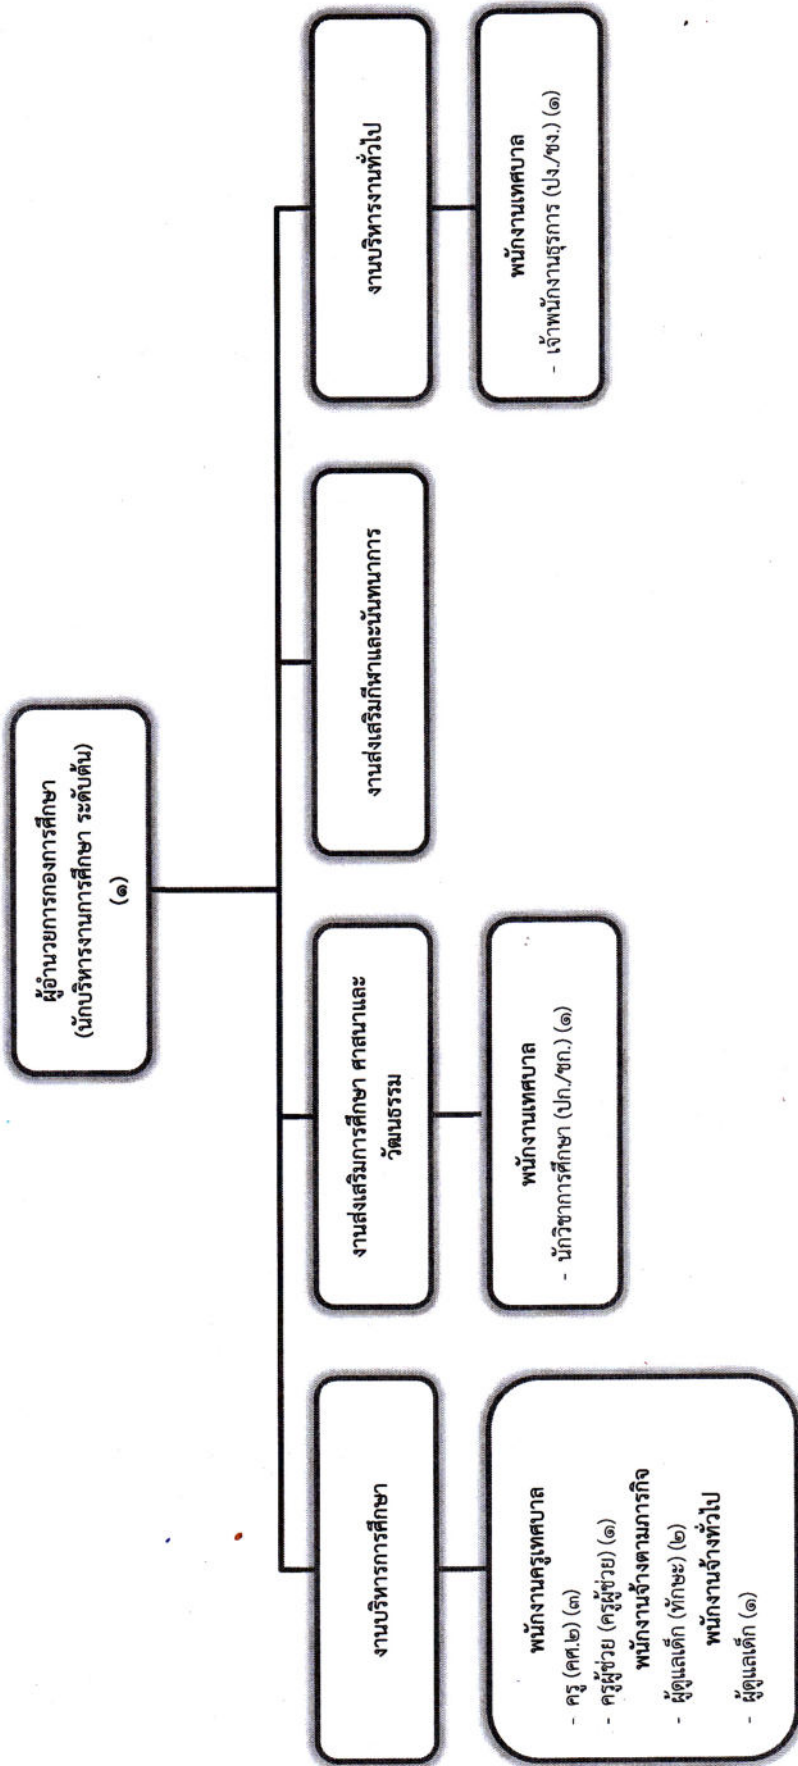 ผู้อำนวยการกองการศึกษา
(นักบริหารงานการศึกษา ระดับต้น)
(๑)
งานบริหารการศึกษา
งานส่งเสริมการศึกษา ศาสนาและ
วัฒนธรรม
งานส่งเสริมกีฬาและนันทนาการ
งานบริหารงานทั่วไป
พนักงานครูเทศบาล
- ครู (คศ.๒) (๓)
- ครูผู้ช่วย (ครูผู้ช่วย) (๑)
พนักงานจ้างตามภารกิจ
- ผู้ดูแลเด็ก (ทักษะ) (๒)
พนักงานจ้างทั่วไป
- ผู้ดูแลเด็ก (๑)
พนักงานเทศบาล
- นักวิชาการศึกษา (ปก./ชก.) (๑)
พนักงานเทศบาล
- เจ้าพนักงานธุรการ (ปง./ชง.) (๑)